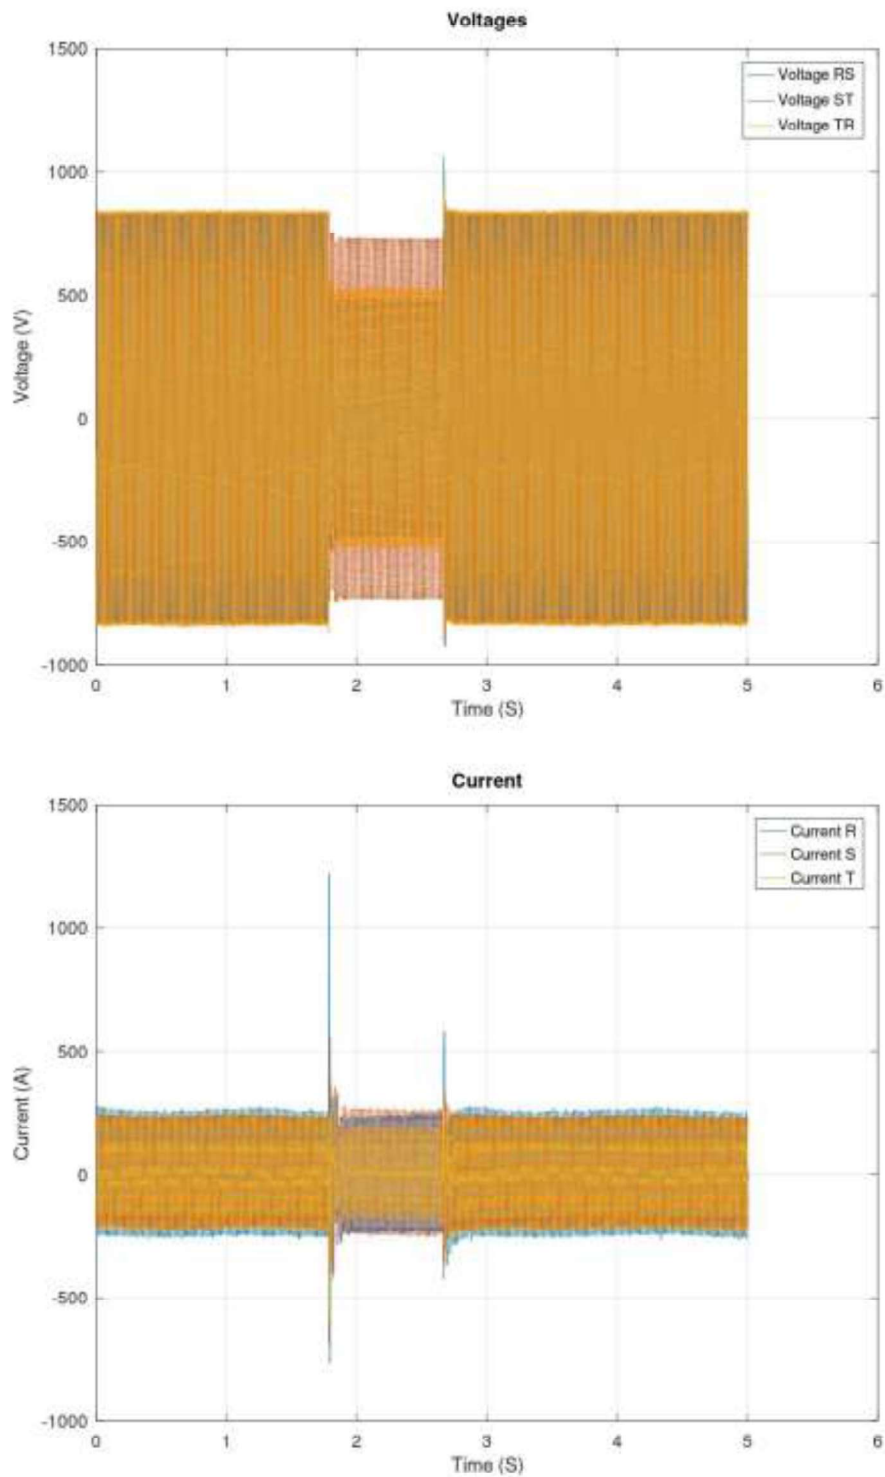 Voltages
1500
1000
500
0
-500
-1000
Voltage (V)
Voltage RS
Voltage ST
Voltage TR
0 1 2 3 4 5 6
Time (S)
Current
1500
1000
500
0
-500
-1000
Current (A)
Current R
Current S
Current T
0 1 2 3 4 5 6
Time (S)